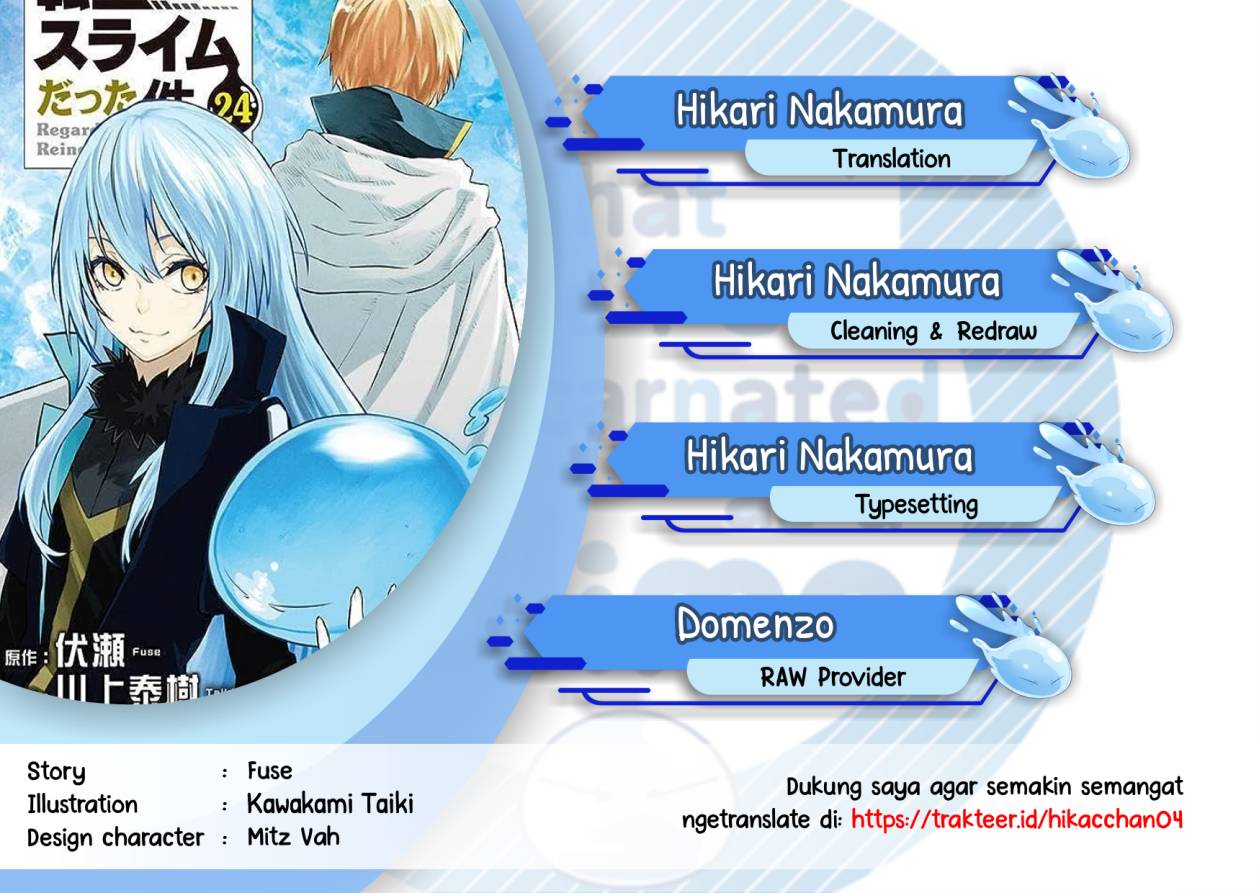 スライム
だった件
24
Regar
Rein
原作:伏瀬 Fuse
川上泰樹
Hikari Nakamura
Translation
Hikari Nakamura
Cleaning & Redraw
Hikari Nakamura
Typesetting
Domenzo
RAW Provider
Story : Fuse
Illustration : Kawakami Taiki
Design character : Mitz Vah
Dukung saya agar semakin semangat
ngetranslate di: https://trakteer.id/hikacchan04